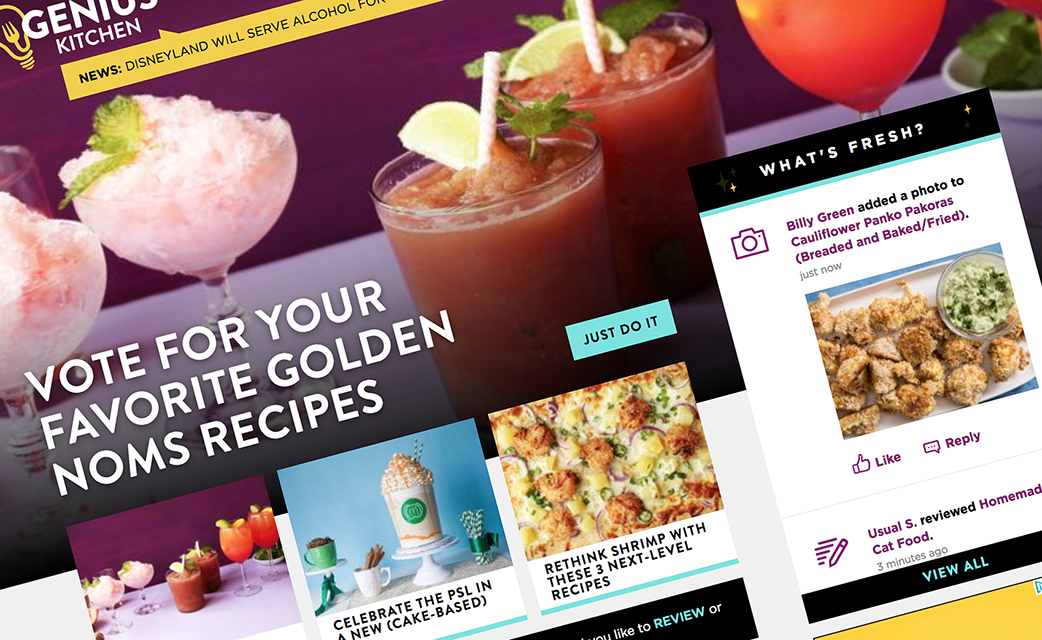 GENIUS
KITCHEN
NEWS: DISNEYLAND WILL SERVE ALCOHOL FOR
VOTE FOR YOUR
FAVORITE GOLDEN
NOMS RECIPES
JUST DO IT
CELEBRATE THE PSL IN
A NEW (CAKE-BASED)
RETHINK SHRIMP WITH
THESE 3 NEXT-LEVEL
RECIPES
you like to REVIEW or
WHAT'S FRESH?
Billy Green added a photo to
Cauliflower Panko Pakoras
(Breaded and Baked/Fried).
just now
Like
Reply
Usual S. reviewed Homemad
Cat Food.
3 minutes ago
VIEW ALL